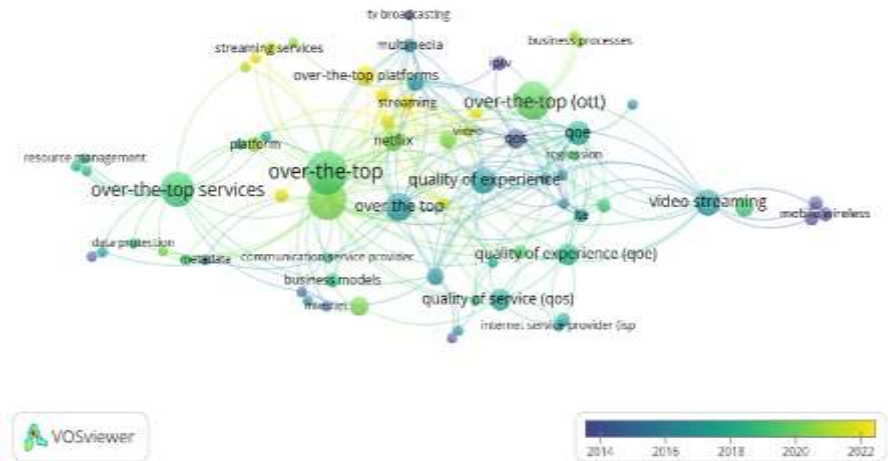 tv broadcasting
multimedia
business processes
streaming services
iptv
over-the-top platforms
over-the-top (ott)
streaming
video
qos
qoe
platform
netflix
regression
resource management
over-the-top
over-the-top services
quality of experience
over the top
lte
video streaming
mobile wireless
data protection
metadata
communication service provider
quality of experience (qoe)
business models
internet
quality of service (qos)
internet service provider (isp
VOSviewer
2014 2016 2018 2020 2022